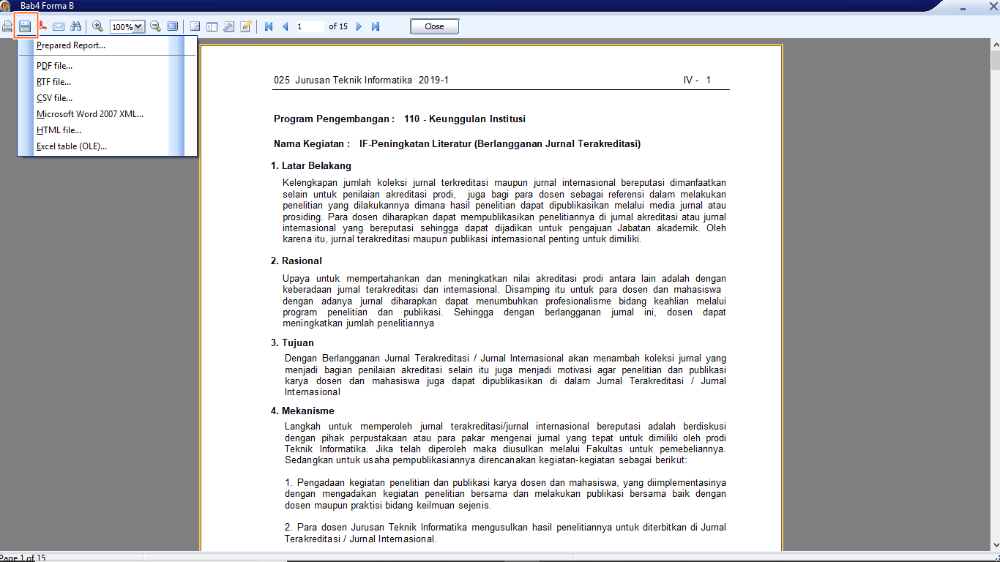 Bab4 Forma B
100%
1 of 15
Close
Prepared Report...
PDF file...
RTF file...
CSV file...
Microsoft Word 2007 XML...
HTML file...
Excel table (OLE)...
025 Jurusan Teknik Informatika 2019-1 IV - 1
Program Pengembangan : 110 - Keunggulan Institusi
Nama Kegiatan : IF-Peningkatan Literatur (Berlangganan Jurnal Terakreditasi)
1. Latar Belakang
Kelengkapan jumlah koleksi jurnal terkreditasi maupun jurnal internasional bereputasi dimanfaatkan
selain untuk penilaian akreditasi prodi, juga bagi para dosen sebagai referensi dalam melakukan
penelitian yang dilakukannya dimana hasil penelitian dapat dipublikasikan melalui media jurnal atau
prosiding. Para dosen diharapkan dapat mempublikasikan penelitiannya di jurnal akreditasi atau jurnal
internasional yang bereputasi sehingga dapat dijadikan untuk pengajuan Jabatan akademik. Oleh
karena itu, jurnal terakreditasi maupun publikasi internasional penting untuk dimiliki.
2. Rasional
Upaya untuk mempertahankan dan meningkatkan nilai akreditasi prodi antara lain adalah dengan
keberadaan jurnal terakreditasi dan internasional. Disamping itu untuk para dosen dan mahasiswa
dengan adanya jurnal diharapkan dapat menumbuhkan profesionalisme bidang keahlian melalui
program penelitian dan publikasi. Sehingga dengan berlangganan jurnal ini, dosen dapat
meningkatkan jumlah penelitiannya
3. Tujuan
Dengan Berlangganan Jurnal Terakreditasi / Jurnal Internasional akan menambah koleksi jurnal yang
menjadi bagian penilaian akreditasi selain itu juga menjadi motivasi agar penelitian dan publikasi
karya dosen dan mahasiswa juga dapat dipublikasikan di dalam Jurnal Terakreditasi / Jurnal
Internasional
4. Mekanisme
Langkah untuk memperoleh jurnal terakreditasi/jurnal internasional bereputasi adalah berdiskusi
dengan pihak perpustakaan atau para pakar mengenai jurnal yang tepat untuk dimiliki oleh prodi
Teknik Informatika. Jika telah diperoleh maka diusulkan melalui Fakultas untuk pemebeliannya.
Sedangkan untuk usaha pempublikasiannya direncanakan kegiatan-kegiatan sebagai berikut:
1. Pengadaan kegiatan penelitian dan publikasi karya dosen dan mahasiswa, yang diimplementasinya
dengan mengadakan kegiatan penelitian bersama dan melakukan publikasi bersama baik dengan
dosen maupun praktisi bidang keilmuan sejenis.
2. Para dosen Jurusan Teknik Informatika mengusulkan hasil penelitiannya untuk diterbitkan di Jurnal
Terakreditasi / Jurnal Internasional.
Page 1 of 15